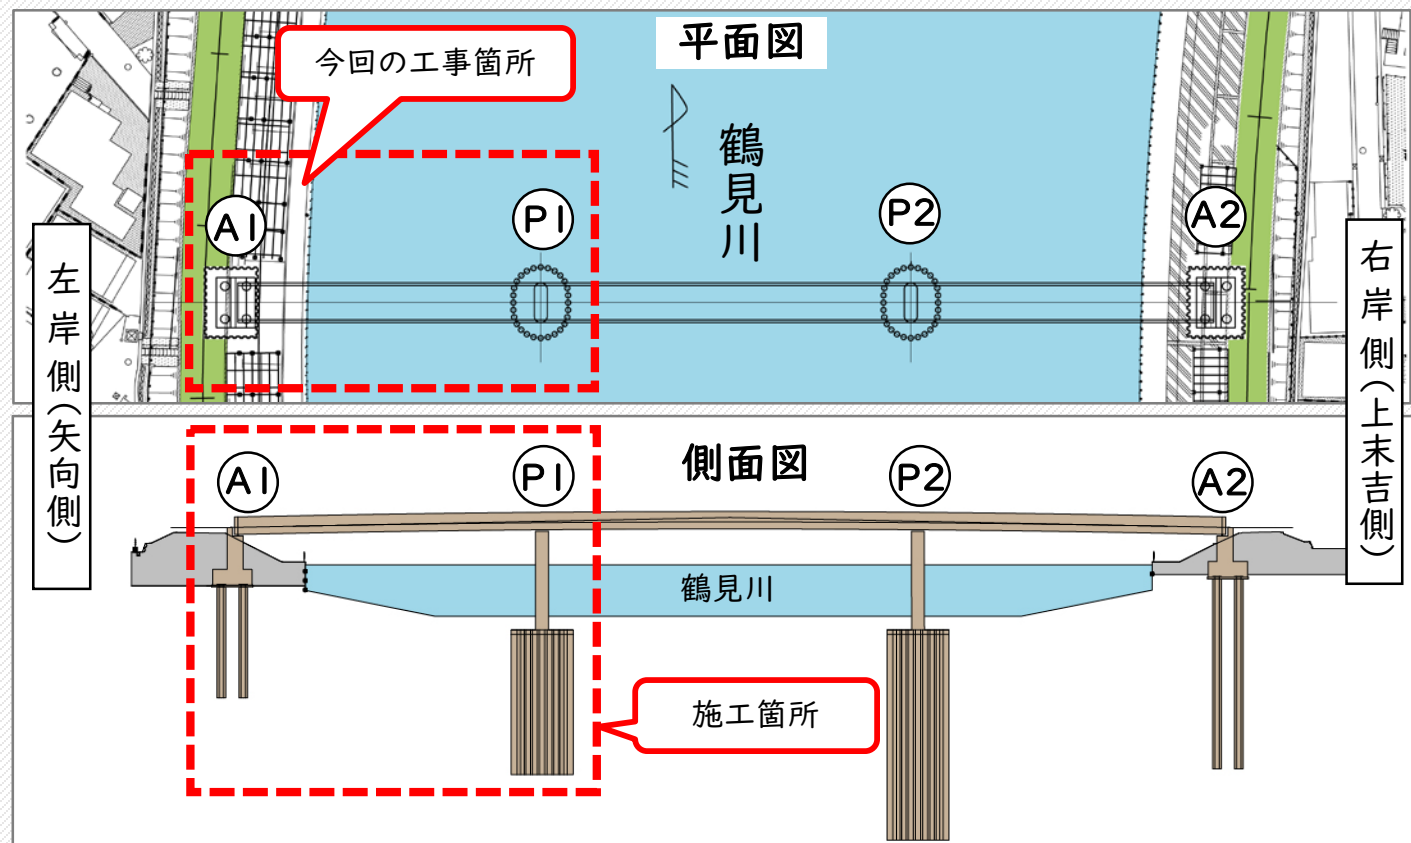 平面図
今回の工事箇所
鶴見川
A1
P1
P2
A2
左岸側(矢向側)
右岸側(上末吉側)
側面図
A1
P1
P2
A2
鶴見川
施工箇所